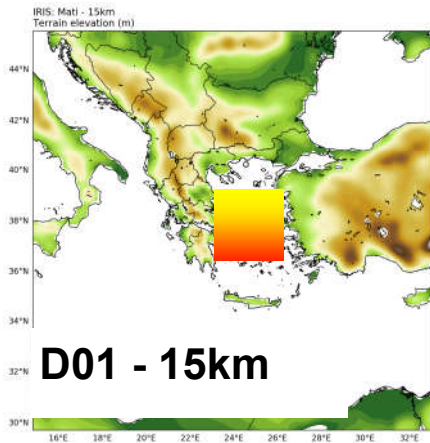 IRIS: Mati - 15km
Terrain elevation (m)
44°N
42°N
40°N
38°N
36°N
34°N
32°N
30°N
D01 - 15km
16°E 18°E 20°E 22°E 24°E 26°E 28°E 30°E 32°E